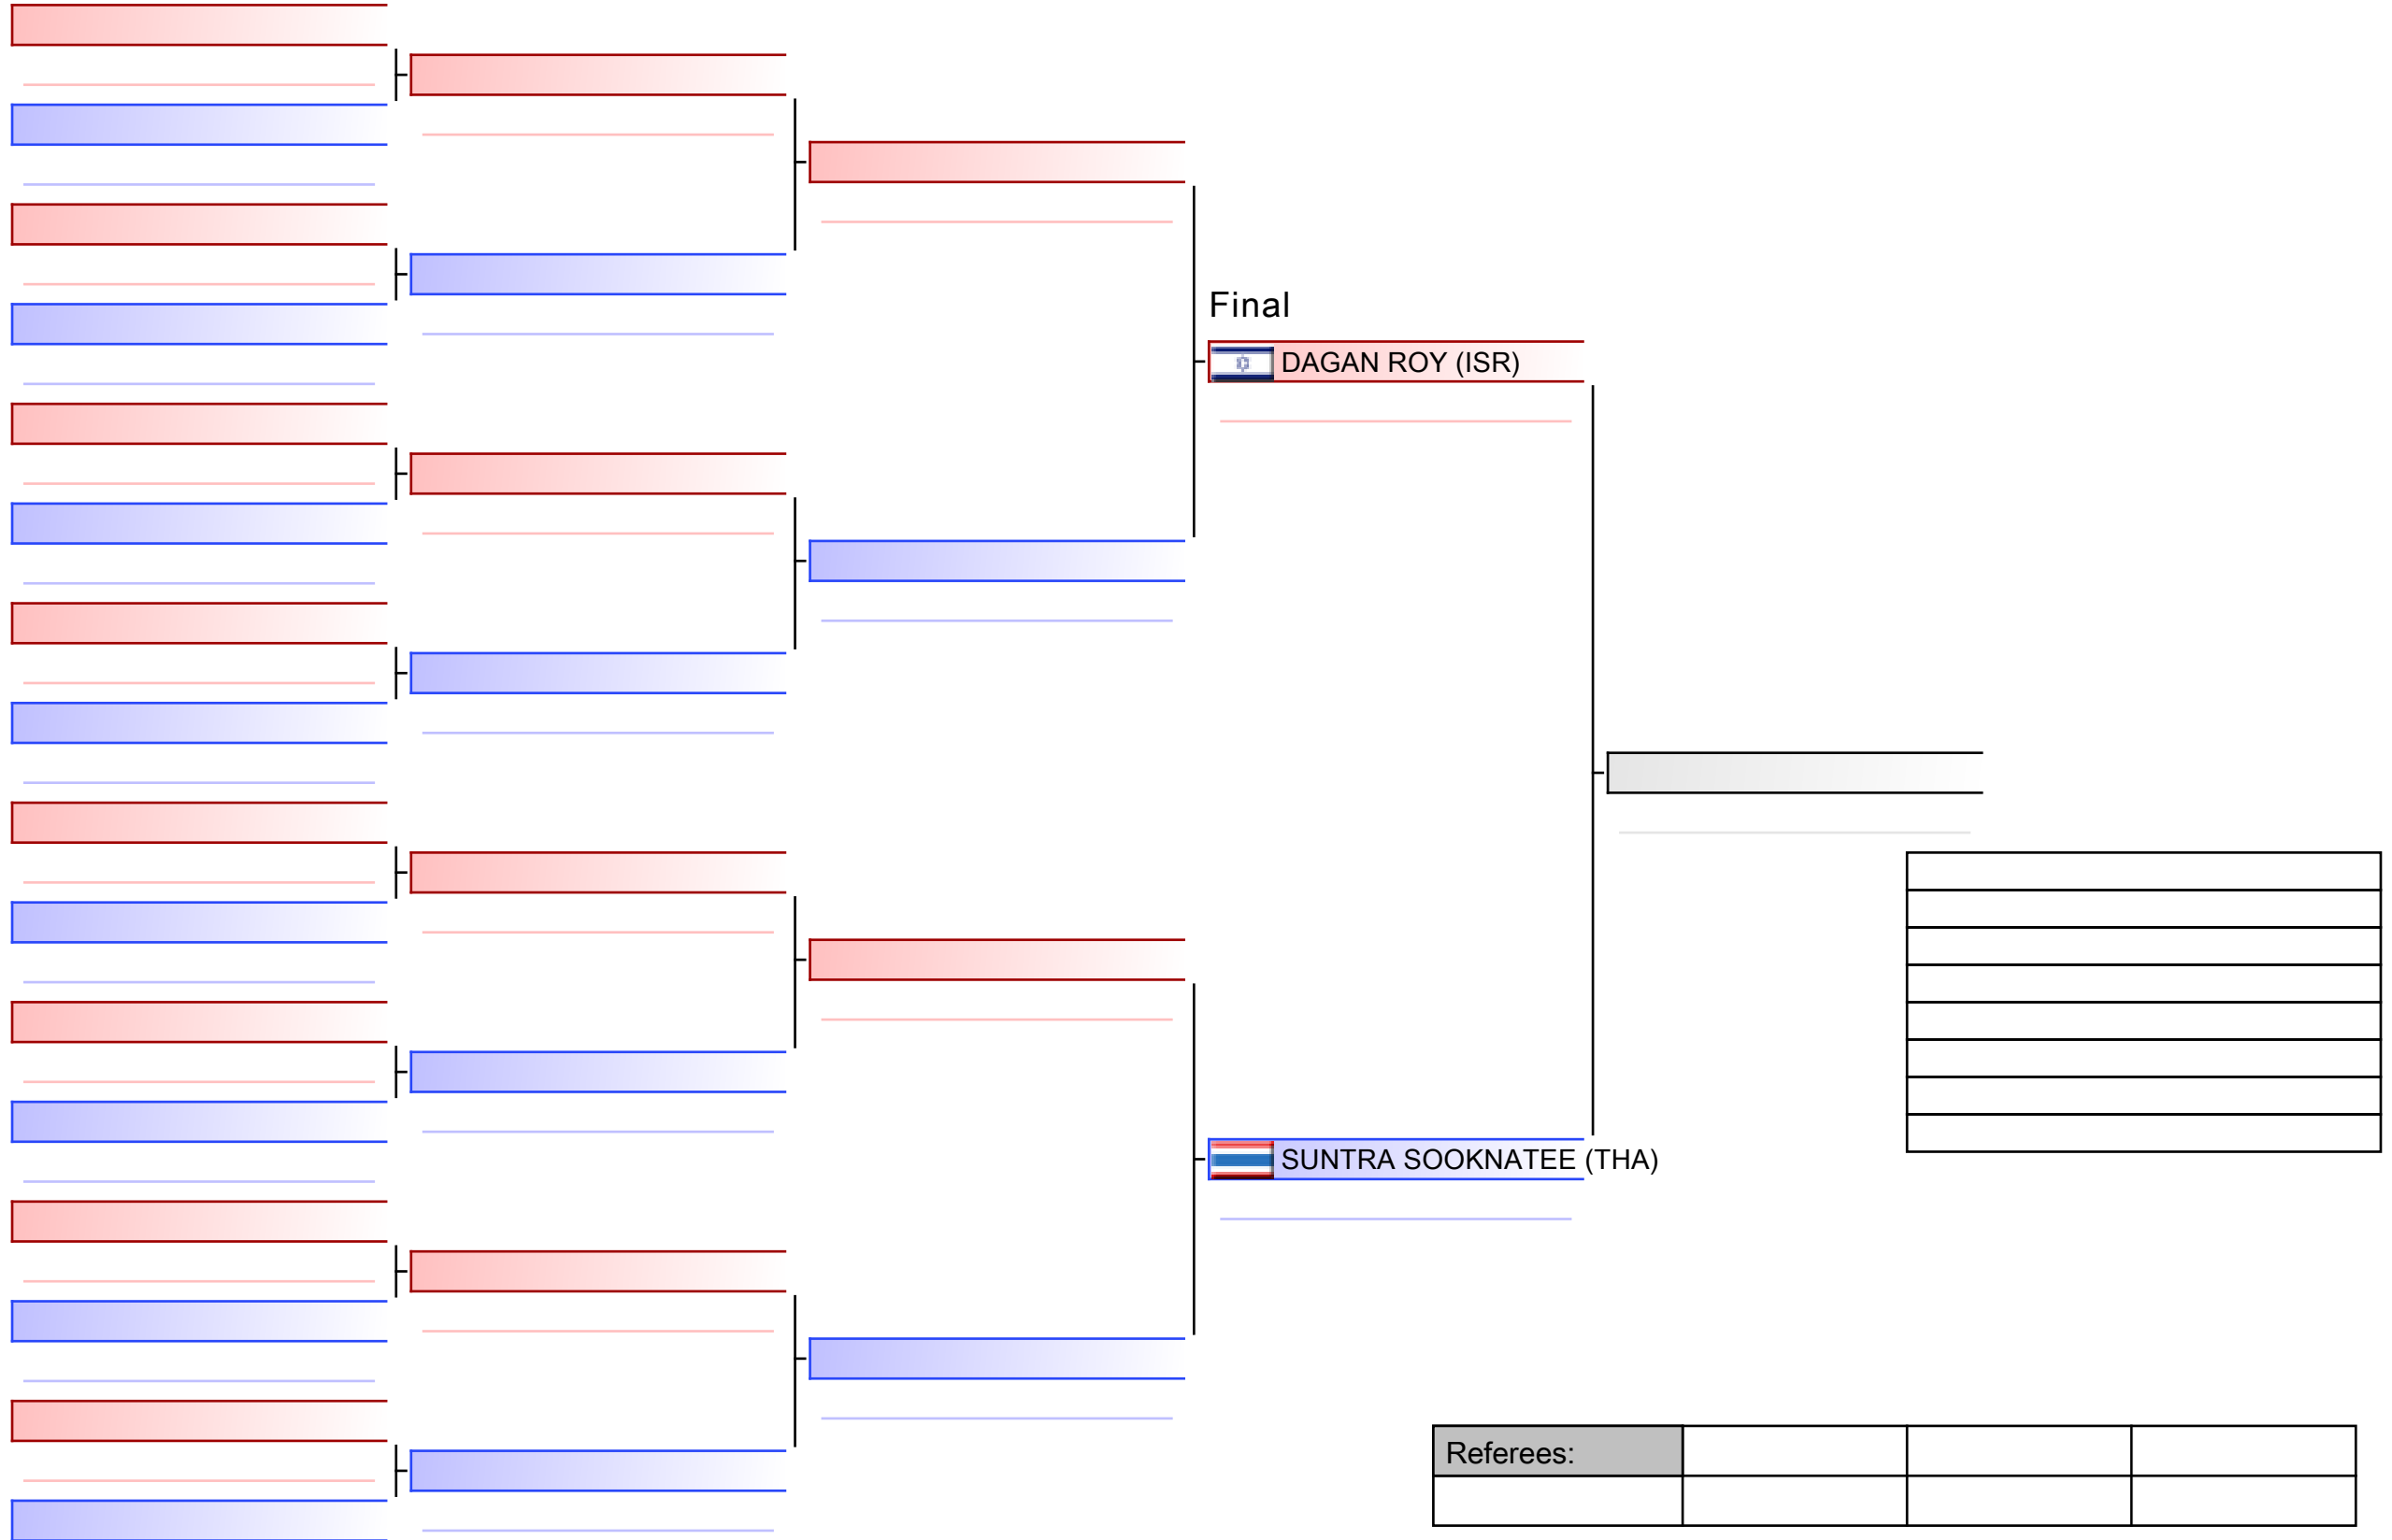 Final
DAGAN ROY (ISR)
SUNTRA SOOKNATEE (THA)
Referees: